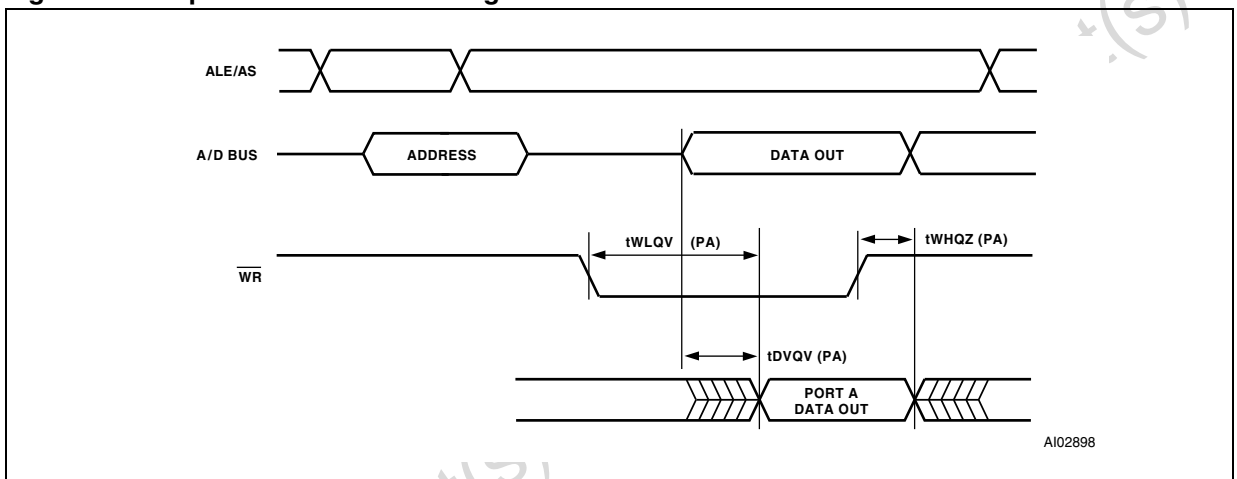 ALE/AS
A/D BUS
ADDRESS
DATA OUT
tWLQV (PA)
tWHQZ (PA)
WR
tDVQV (PA)
PORT A
DATA OUT
AI02898
t(s)
t(s)